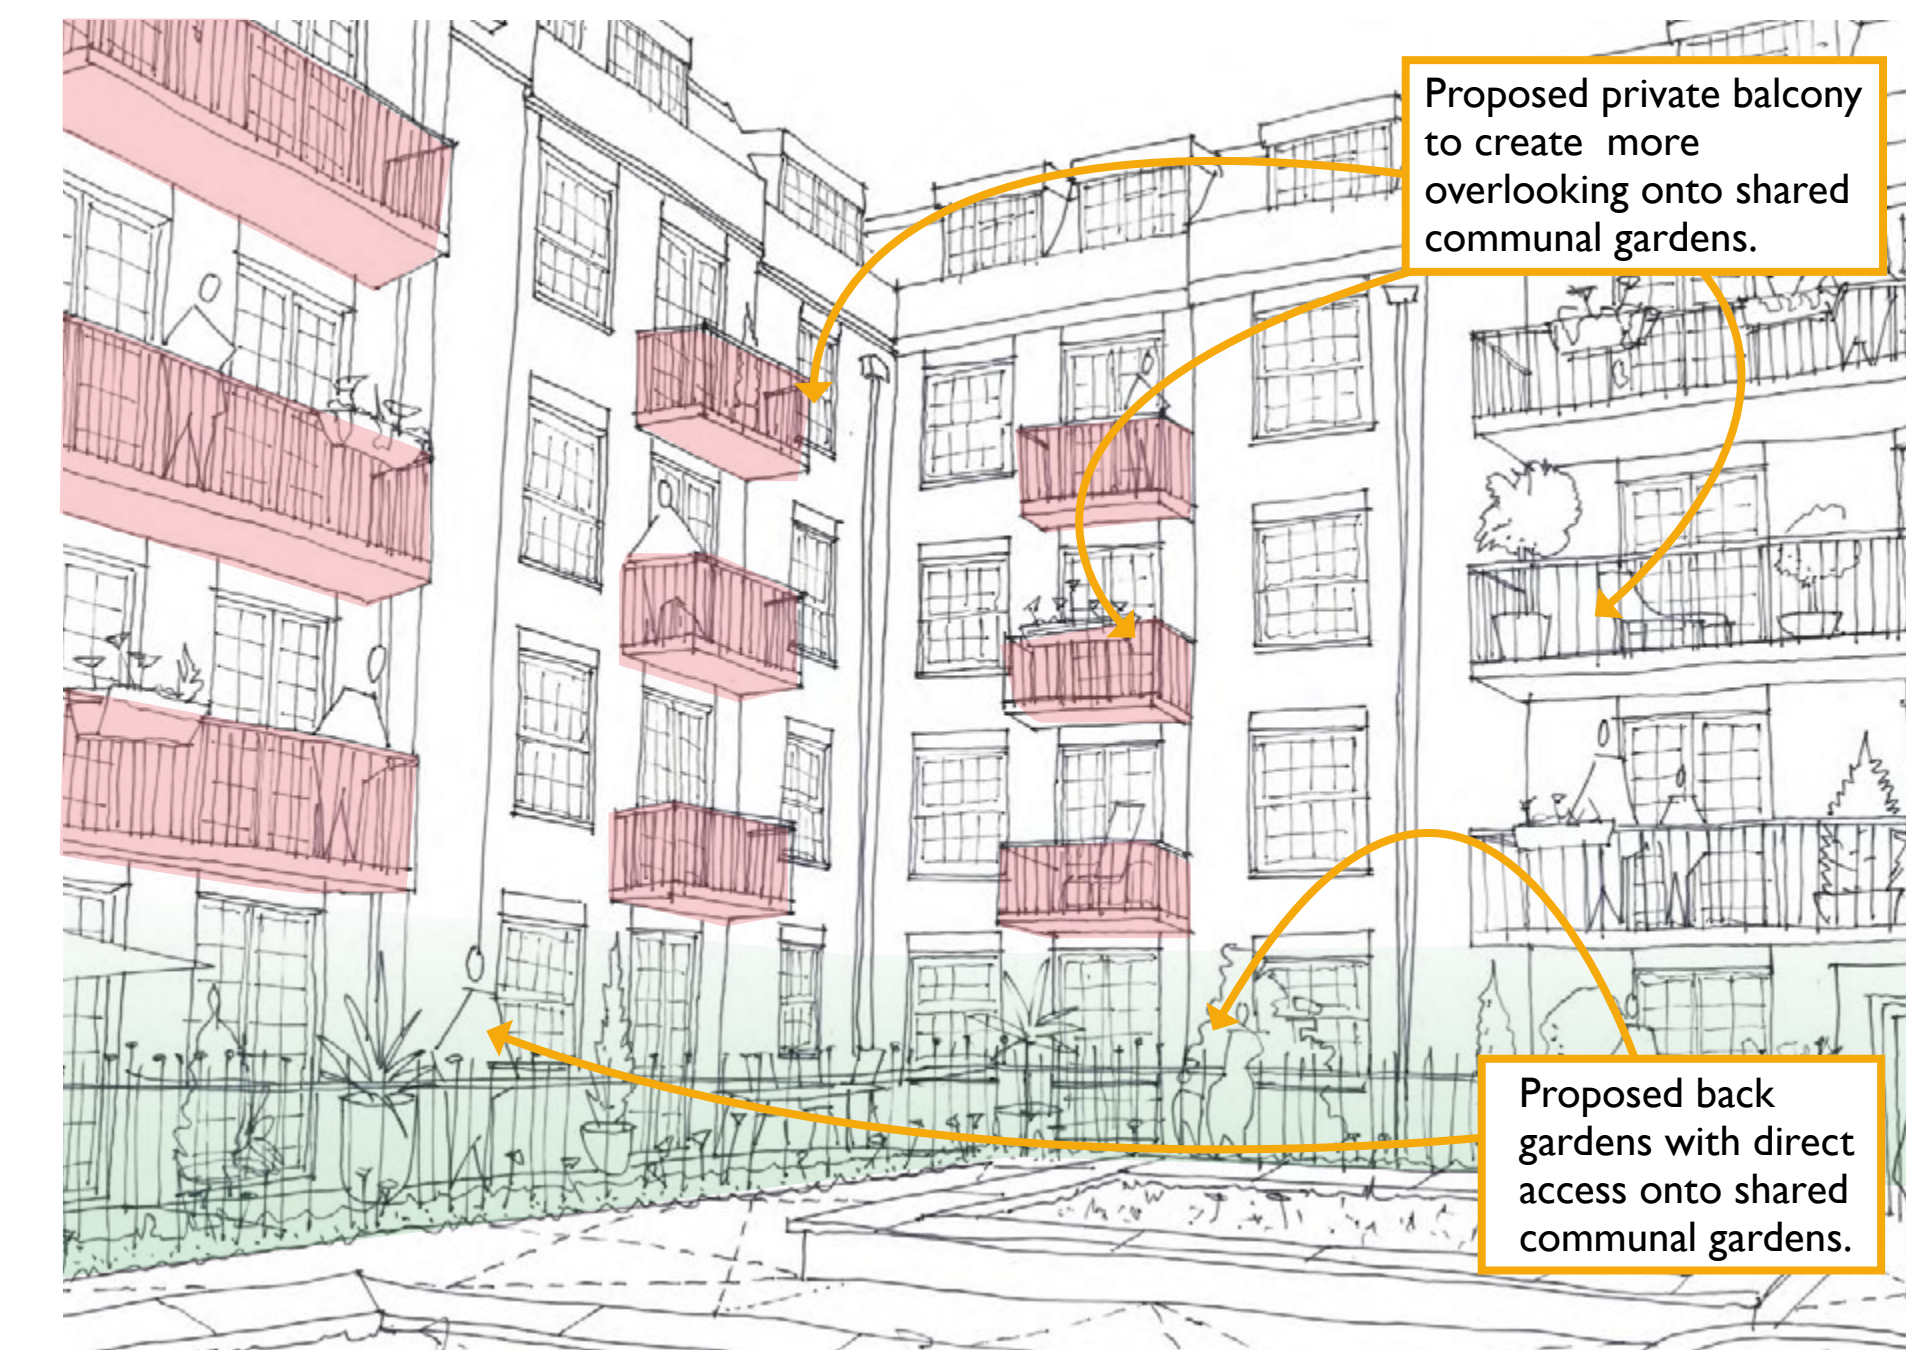 Proposed private balcony
to create  more
overlooking onto shared
communal gardens.
Proposed back
gardens with direct
access onto shared
communal gardens.